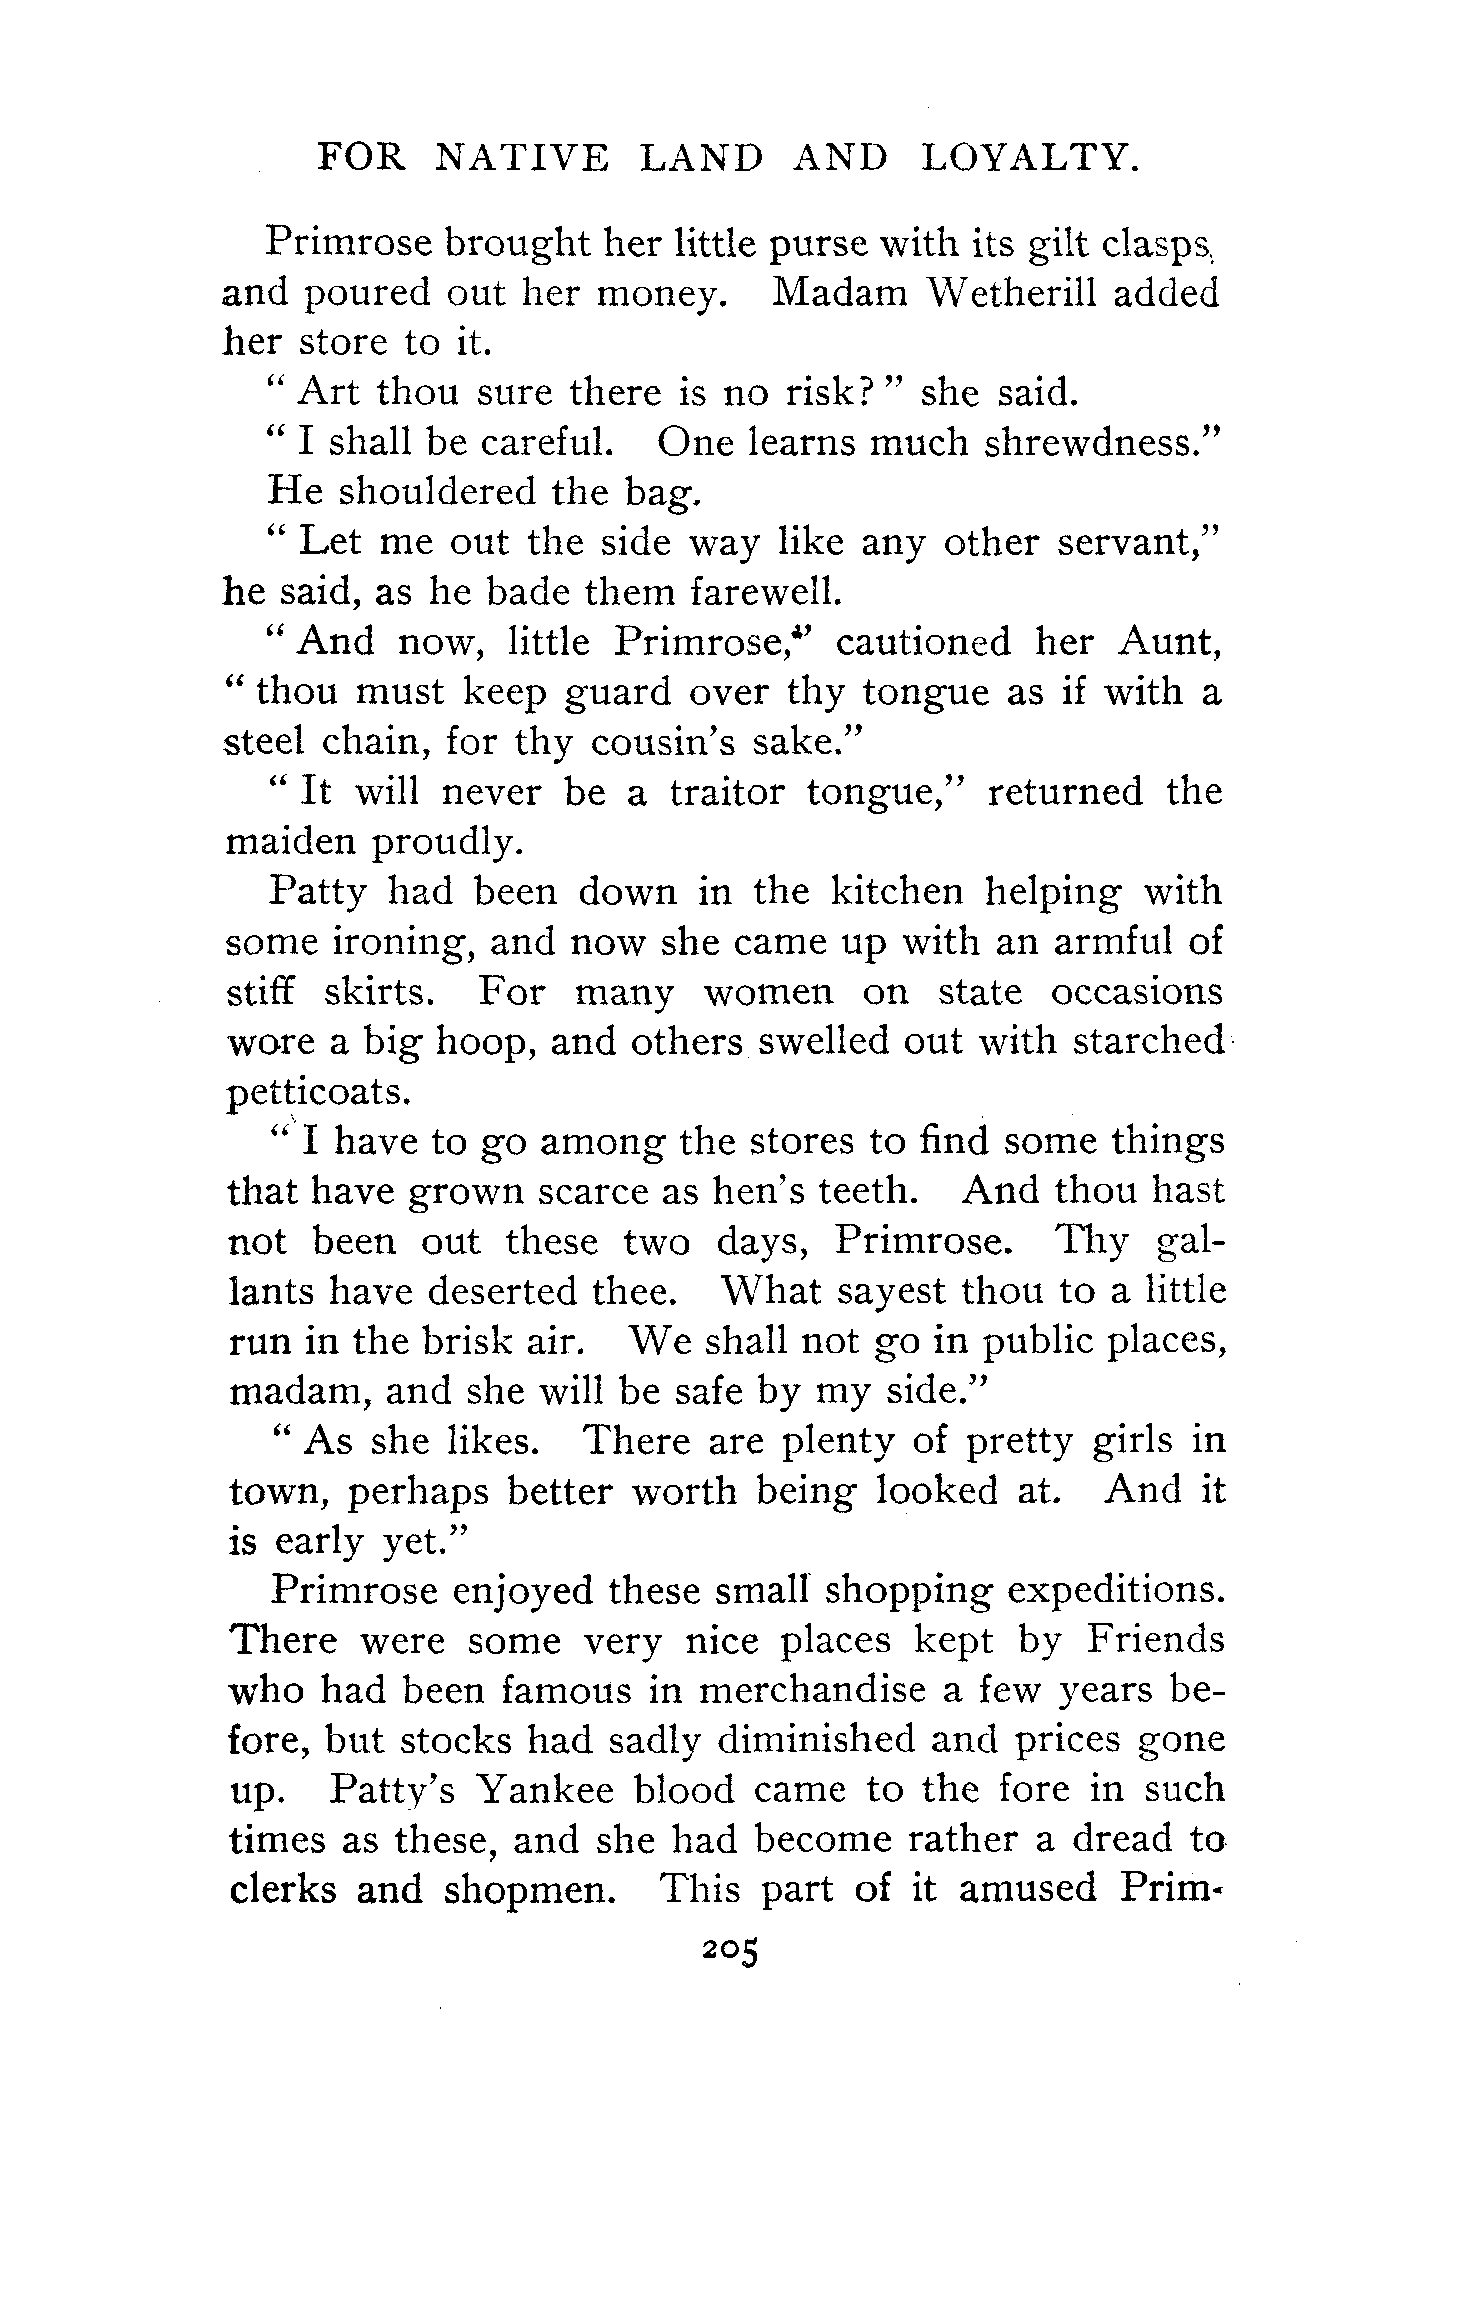 FOR NATIVE LAND AND LOYALTY.
Primrose brought her little purse with its gilt clasps,
and poured out her money. Madam Wetherill added
her store to it.
" Art thou sure there is no risk? " she said.
" I shall be careful. One learns much shrewdness."
He shouldered the bag.
" Let me out the side way like any other servant,"
he said, as he bade them farewell.
" And now, little Primrose," cautioned her Aunt,
" thou must keep guard over thy tongue as if with a
steel chain, for thy cousin's sake."
" It will never be a traitor tongue," returned the
maiden proudly.
Patty had been down in the kitchen helping with
some ironing, and now she came up with an armful of
stiff skirts. For many women on state occasions
wore a big hoop, and others swelled out with starched
petticoats.
" I have to go among the stores to find some things
that have grown scarce as hen's teeth. And thou hast
not been out these two days, Primrose. Thy gal-
lants have deserted thee. What sayest thou to a little
run in the brisk air. We shall not go in public places,
madam, and she will be safe by my side."
" As she likes. There are plenty of pretty girls in
town, perhaps better worth being looked at. And it
is early yet."
Primrose enjoyed these small shopping expeditions.
There were some very nice places kept by Friends
who had been famous in merchandise a few years be-
fore, but stocks had sadly diminished and prices gone
up. Patty's Yankee blood came to the fore in such
times as these, and she had become rather a dread to
clerks and shopmen. This part of it amused Prim-
205